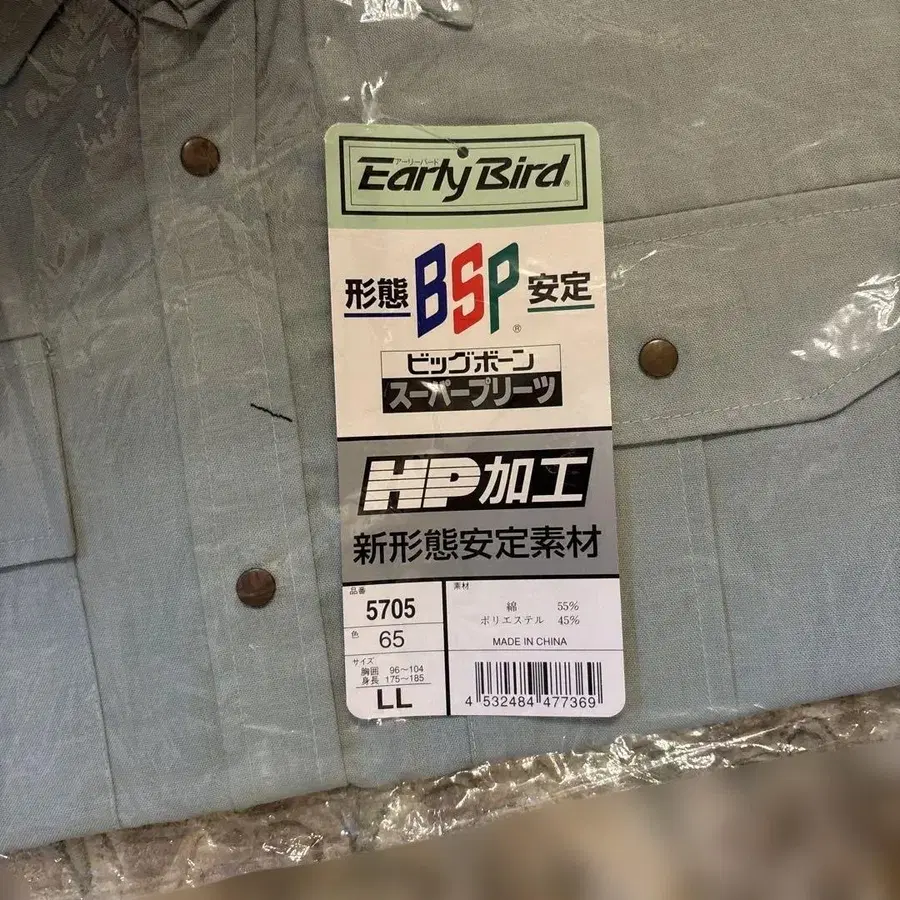 アーリーバード
Early Bird®
形態 BSP® 安定
ビッグボーン
スーパープリーツ
HP加工
新形態安定素材
品番
5705
色
65
サイズ
胸囲 96～104
身長 175～185
LL
素材
綿 55%
ポリエステル 45%
MADE IN CHINA
4 532484 477369